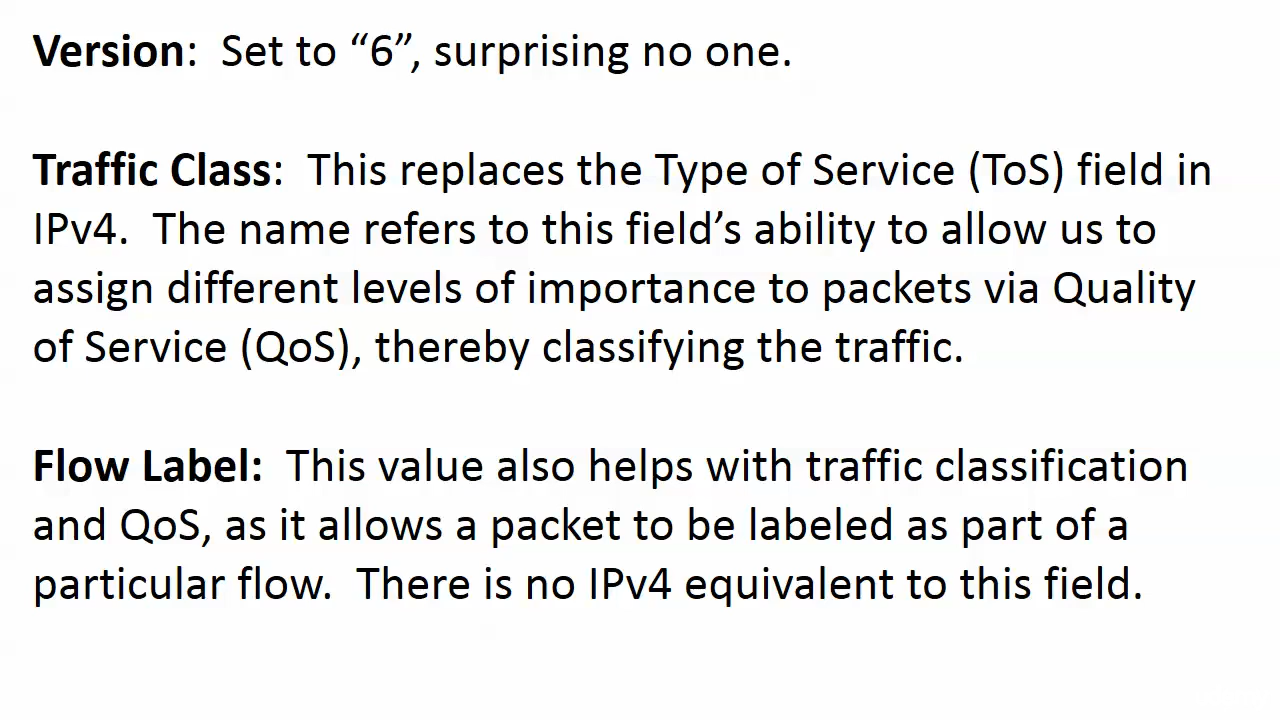 Version:  Set to “6”, surprising no one.
Traffic Class:  This replaces the Type of Service (ToS) field in
IPv4.  The name refers to this field’s ability to allow us to
assign different levels of importance to packets via Quality
of Service (QoS), thereby classifying the traffic.
Flow Label:  This value also helps with traffic classification
and QoS, as it allows a packet to be labeled as part of a
particular flow.  There is no IPv4 equivalent to this field.